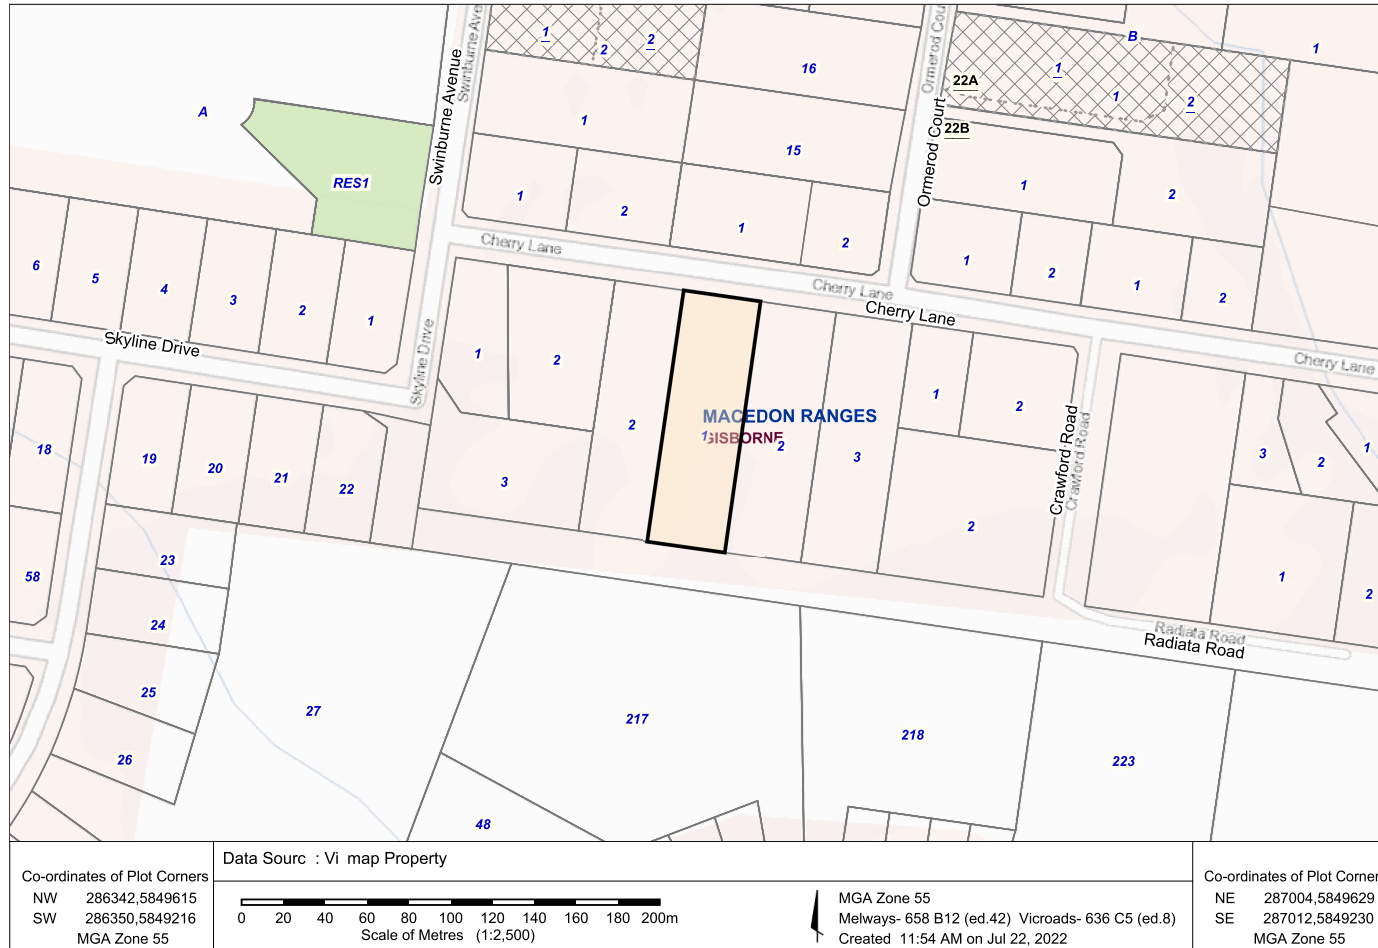 1
2
2
Swinburne Ave
Swinburne Avenue
16
Ormerod Cou
Ormerod Court
B
1
1
1
2
22A
22B
A
RES1
1
15
1
2
1
2
1
2
1
2
1
2
6
5
4
3
2
1
Cherry Lane
Cherry Lane
Cherry Lane
Cherry Lane
Skyline Drive
Skyline Drive
1
2
2
1
2
3
1
2
MACEDON RANGES
GISBORNE
3
2
Crawford Road
Crawford Road
3
2
1
1
2
18
19
20
21
22
58
23
24
25
26
27
217
218
223
48
Radiata Road
Radiata Road
Co-ordinates of Plot Corners
NW 286342,5849615
SW 286350,5849216
MGA Zone 55
Data Sourc : Vi map Property
0 20 40 60 80 100 120 140 160 180 200m
Scale of Metres (1:2,500)
MGA Zone 55
Melways- 658 B12 (ed.42) Vicroads- 636 C5 (ed.8)
Created 11:54 AM on Jul 22, 2022
Co-ordinates of Plot Corner
NE 287004,5849629
SE 287012,5849230
MGA Zone 55